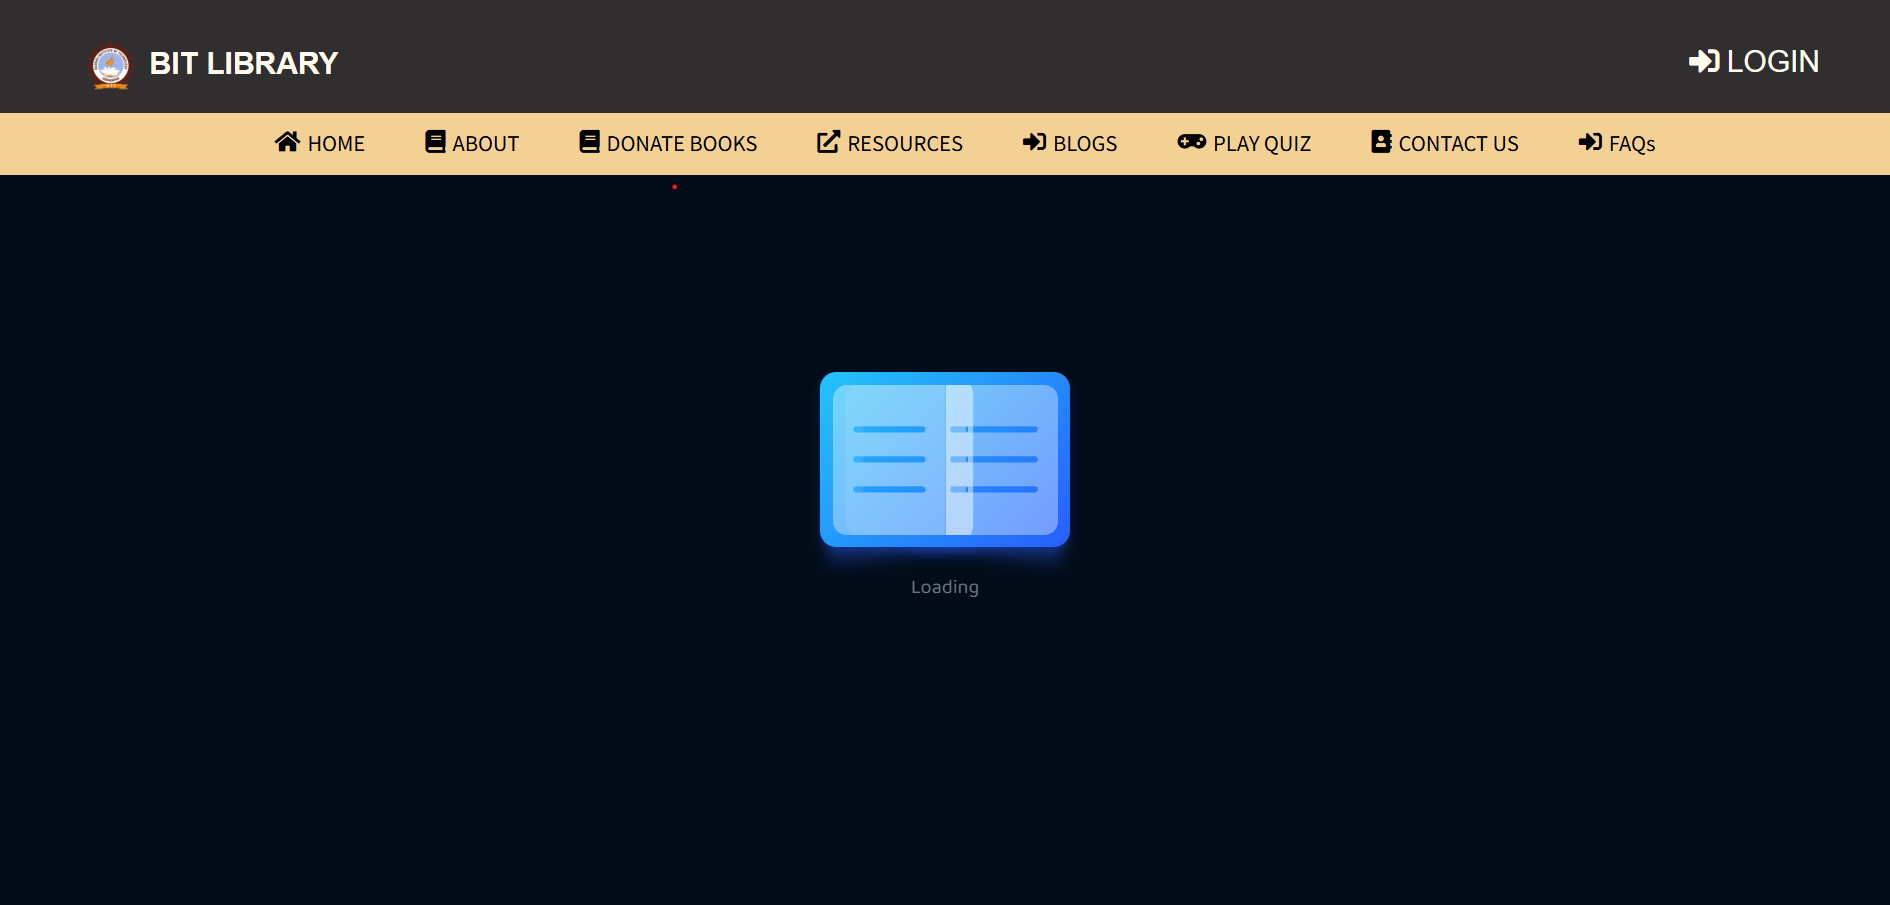 BIT LIBRARY
LOGIN
HOME ABOUT DONATE BOOKS RESOURCES BLOGS PLAY QUIZ CONTACT US FAQs
Loading